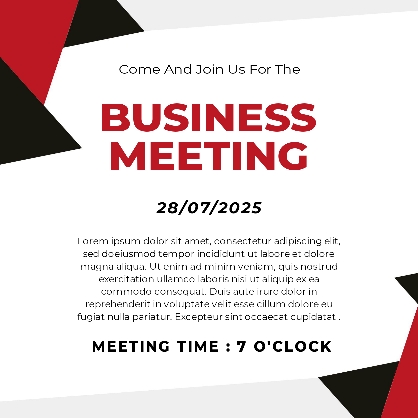 Come And Join Us For The
BUSINESS
MEETING
28/07/2025
Lorem ipsum dolor sit amet, consectetur adipiscing elit,
sed doeiusmod tempor incididunt ut labore et dolore
magna aliqua. Ut enim ad minim veniam, quis nostrud
exercitation ullamco laboris nisi ut aliquip ex ea
commodo consequat. Duis aute irure dolor in
reprehenderit in voluptate velit esse cillum dolore eu
fugiat nulla pariatur. Excepteur sint occaecat cupidatat .
MEETING TIME : 7 O'CLOCK